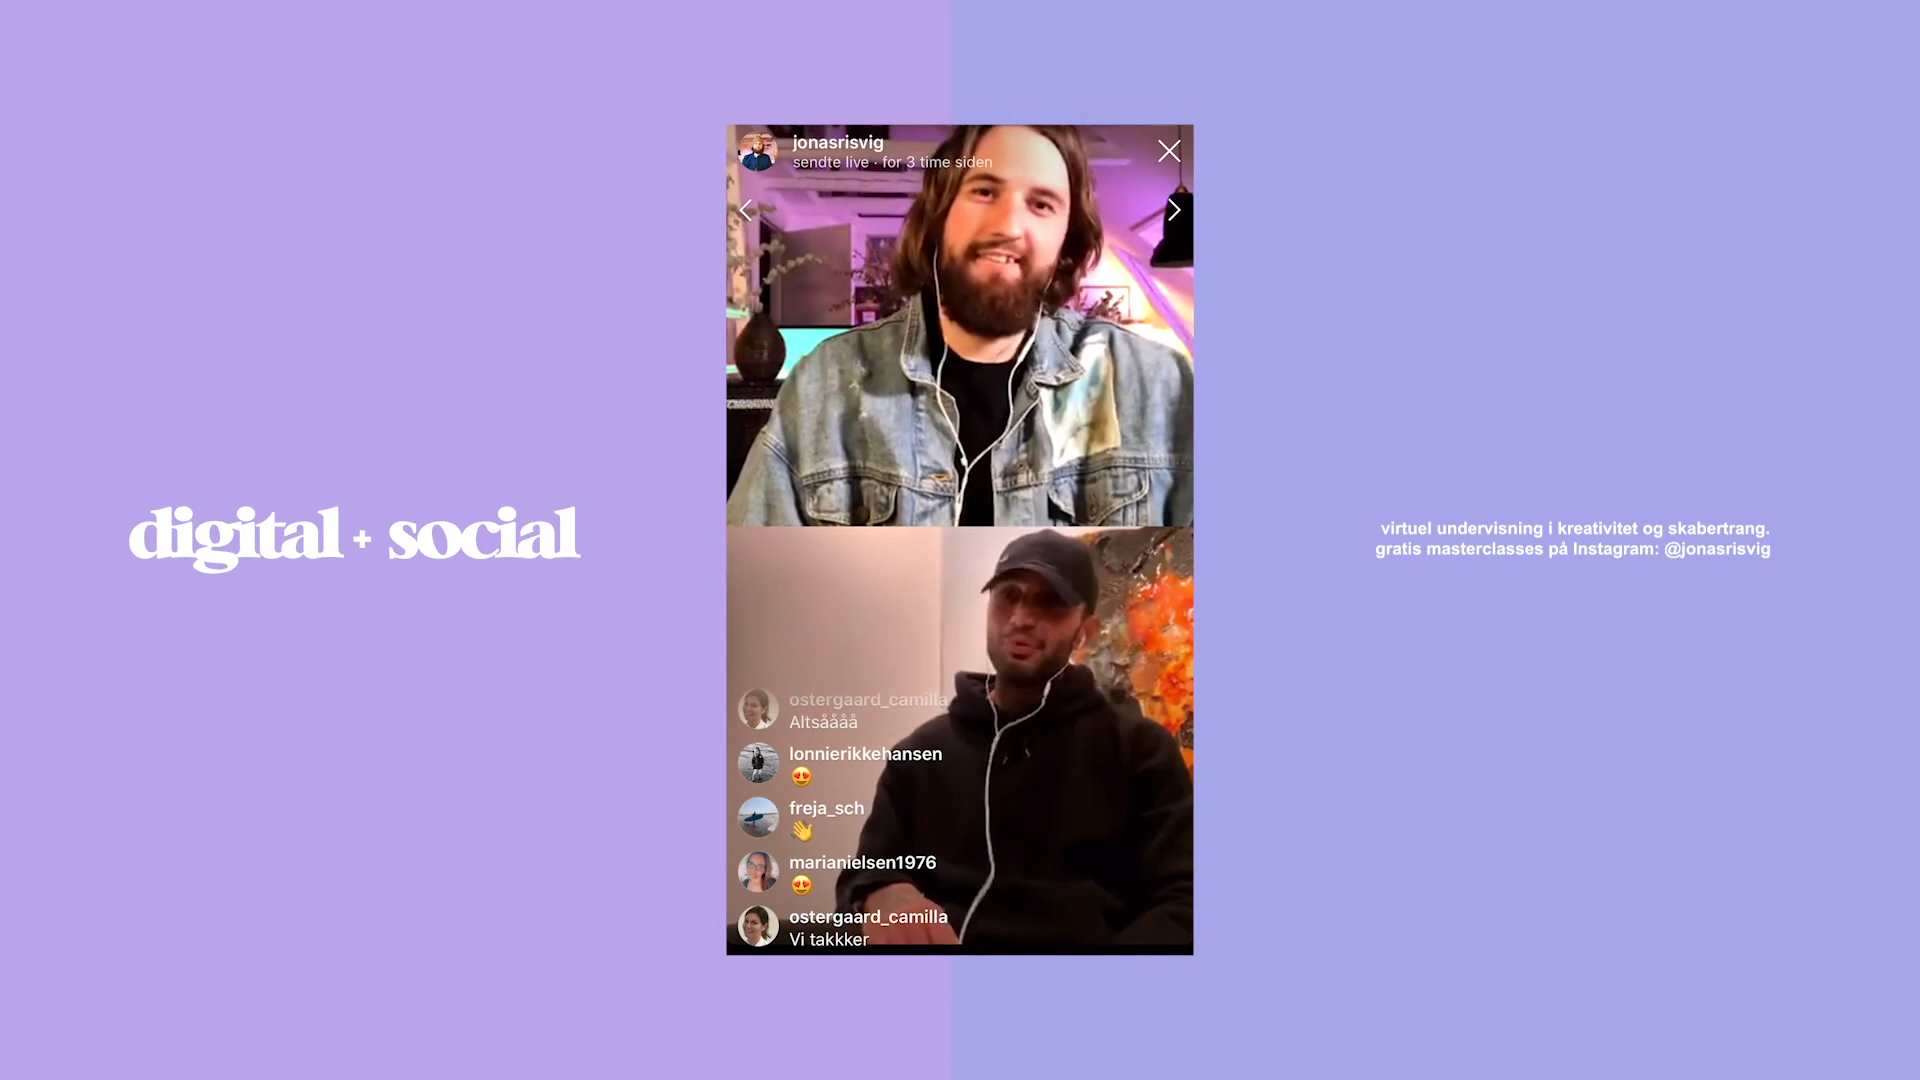 jonasrisvig
sendte live · for 3 time siden
digital + social
virtuel undervisning i kreativitet og skabertrang.
gratis masterclasses på Instagram: @jonasrisvig
ostergaard_camilla
Altsåååå
lonnierikkehansen
😍
freja_sch
👋
marianielsen1976
😍
ostergaard_camilla
Vi takkker